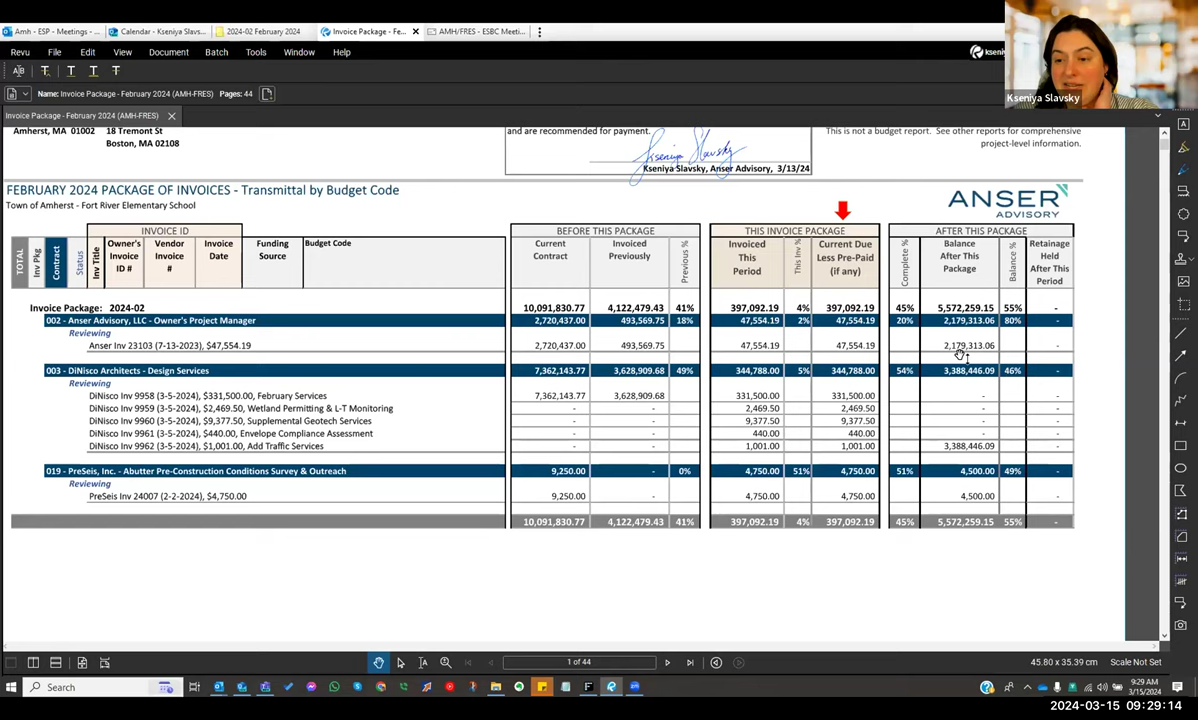 Amh - ESP - Meetings - ... Calendar - Kseniya Slavs... 2024-02 February 2024 Invoice Package - Fe... AMH/FRES - ESBC Meeti...
Revu File Edit View Document Batch Tools Window Help
Name: Invoice Package - February 2024 (AMH-FRES) Pages: 44
Kseniya Slavsky
Invoice Package - February 2024 (AMH-FRES)
Amherst, MA 01002 18 Tremont St and are recommended for payment. This is not a budget report. See other reports for comprehensive
Boston, MA 02108 project-level information.
Kseniya Slavsky
Kseniya Slavsky, Anser Advisory, 3/13/24
FEBRUARY 2024 PACKAGE OF INVOICES - Transmittal by Budget Code
Town of Amherst - Fort River Elementary School
ANSER
ADVISORY
INVOICE ID BEFORE THIS PACKAGE THIS INVOICE PACKAGE AFTER THIS PACKAGE
TOTAL Inv Pkg Contract Status Inv Title Owner's Invoice ID # Vendor Invoice # Invoice Date Funding Source Budget Code Current Contract Invoiced Previously Previous % Invoiced This Period This Inv % Current Due Less Pre-Paid (if any) Complete % Balance After This Package Balance % Retainage Held After This Period
Invoice Package: 2024-02 10,091,830.77 4,122,479.43 41% 397,092.19 4% 397,092.19 45% 5,572,259.15 55% -
002 - Anser Advisory, LLC - Owner's Project Manager 2,720,437.00 493,569.75 18% 47,554.19 2% 47,554.19 20% 2,179,313.06 80% -
Reviewing
Anser Inv 23103 (7-13-2023), $47,554.19 2,720,437.00 493,569.75 47,554.19 47,554.19 2,179,313.06 -
003 - DiNisco Architects - Design Services 7,362,143.77 3,628,909.68 49% 344,788.00 5% 344,788.00 54% 3,388,446.09 46% -
Reviewing
DiNisco Inv 9958 (3-5-2024), $331,500.00, February Services 7,362,143.77 3,628,909.68 331,500.00 331,500.00 - -
DiNisco Inv 9959 (3-5-2024), $2,469.50, Wetland Permitting & L-T Monitoring - - 2,469.50 2,469.50 - -
DiNisco Inv 9960 (3-5-2024), $9,377.50, Supplemental Geotech Services - - 9,377.50 9,377.50 - -
DiNisco Inv 9961 (3-5-2024), $440.00, Envelope Compliance Assessment - - 440.00 440.00 - -
DiNisco Inv 9962 (3-5-2024), $1,001.00, Add Traffic Services - - 1,001.00 1,001.00 3,388,446.09 -
019 - PreSeis, Inc. - Abutter Pre-Construction Conditions Survey & Outreach 9,250.00 - 0% 4,750.00 51% 4,750.00 51% 4,500.00 49% -
Reviewing
PreSeis Inv 24007 (2-2-2024), $4,750.00 9,250.00 - 4,750.00 4,750.00 4,500.00 -
10,091,830.77 4,122,479.43 41% 397,092.19 4% 397,092.19 45% 5,572,259.15 55% -
1 of 44 45.80 x 35.39 cm Scale Not Set
Search 9:29 AM
3/15/2024
2024-03-15 09:29:14